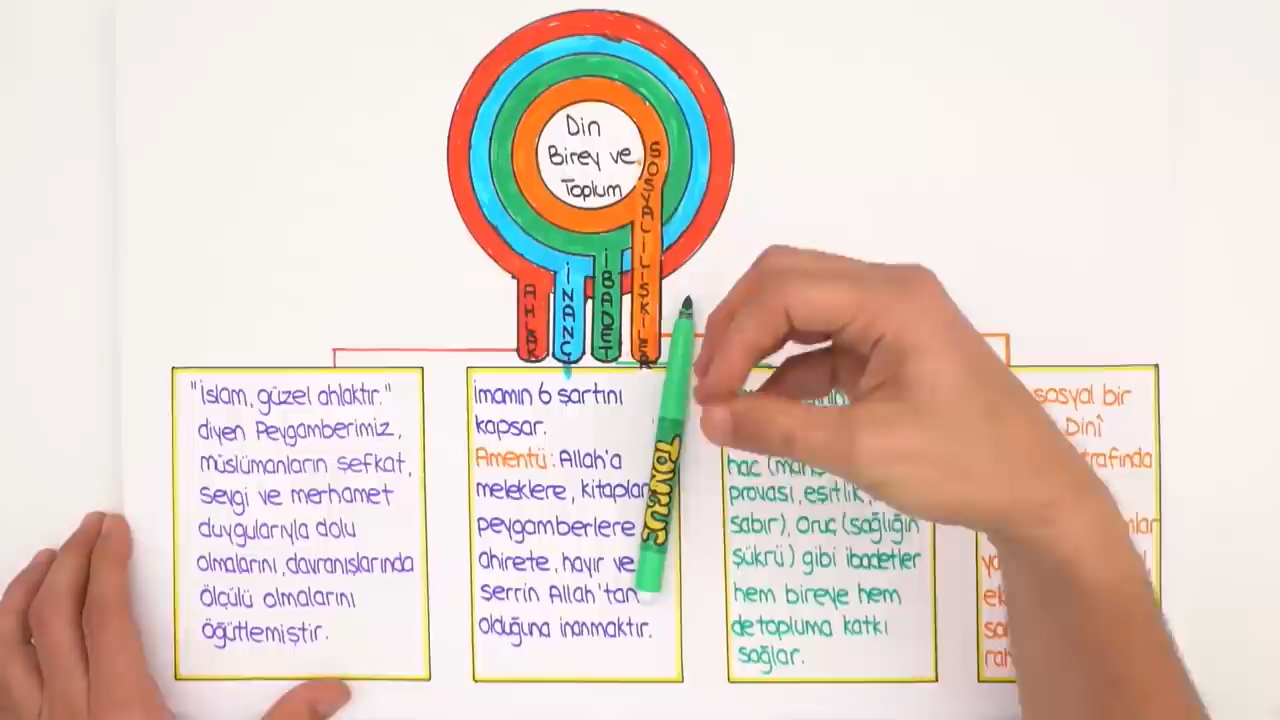 Din
Birey ve
Toplum
AHLAK
İNANÇ
İBADET
SOSYAL İLİŞKİLER
"İslam, güzel ahlaktır."
diyen Peygamberimiz,
müslümanların şefkat,
sevgi ve merhamet
duygularıyla dolu
olmalarını, davranışlarında
ölçülü olmalarını
öğütlemiştir.
imanın 6 şartını
kapsar.
Amentü: Allah'a
meleklere, kitaplar
peygamberlere
ahirete, hayır ve
şerrin Allah'tan
olduğuna inanmaktır.
hac
provası, eşitlik,
sabır), Oruç (sağlığın
şükrü) gibi ibadetler
hem bireye hem
de topluma katkı
sağlar.
sosyal bir
Dinî
TOMBUŞ